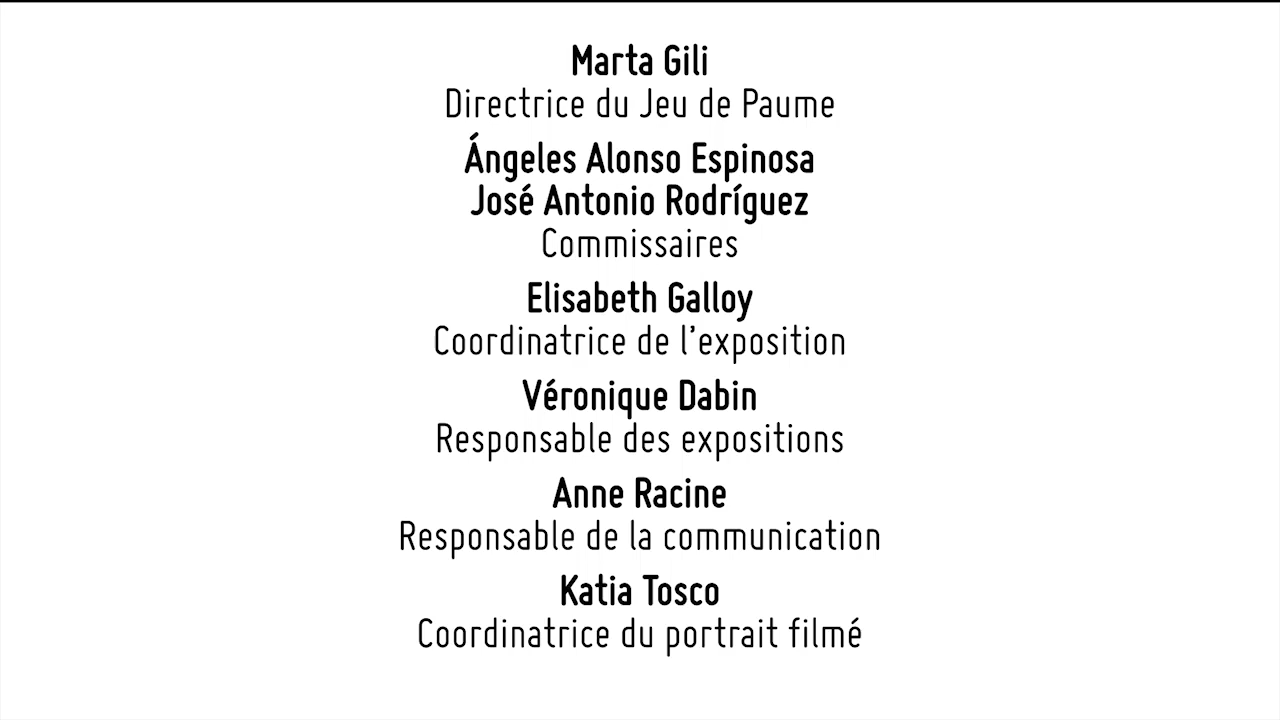 Marta Gili
Directrice du Jeu de Paume
Ángeles Alonso Espinosa
José Antonio Rodríguez
Commissaires
Elisabeth Galloy
Coordinatrice de l’exposition
Véronique Dabin
Responsable des expositions
Anne Racine
Responsable de la communication
Katia Tosco
Coordinatrice du portrait filmé